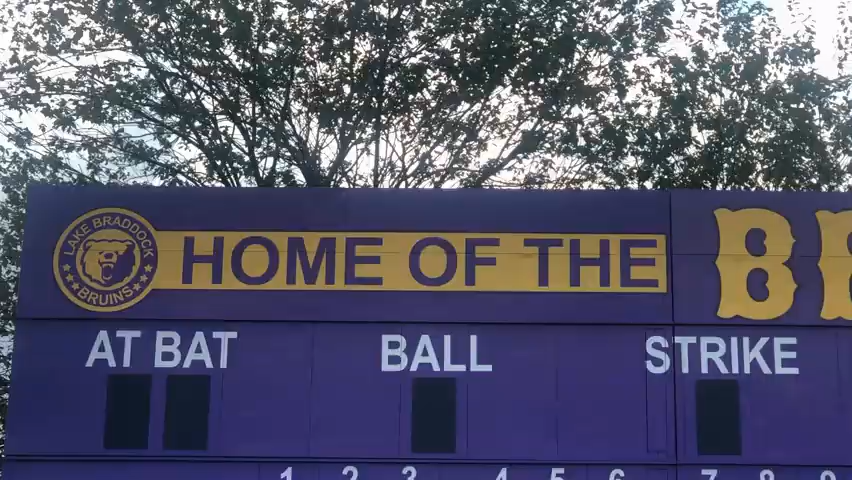 LAKE BRADDOCK
BRUINS
HOME OF THE B
AT BAT BALL STRIKE
1 2 3 4 5 6 7 8 9